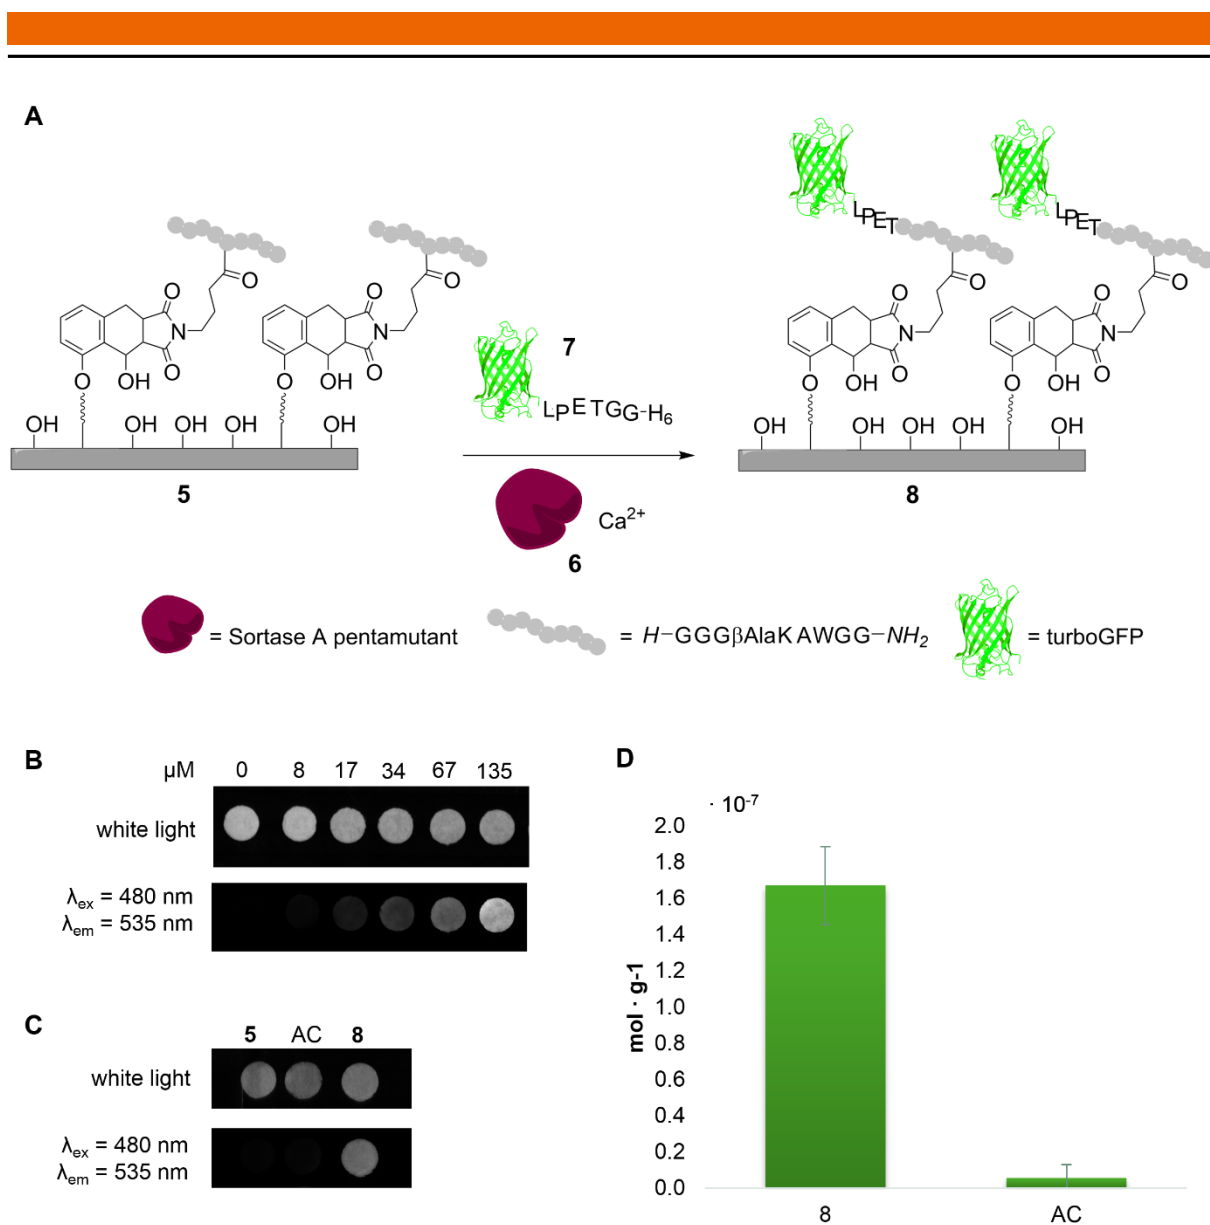 A
O
O
N
O
O
OH
O
O
N
O
O
OH
OH
OH
OH
OH
OH
5
7
LPETGG-H6
Ca2+
6
LPET
O
O
N
O
O
OH
LPET
O
O
N
O
O
OH
OH
OH
OH
OH
OH
8
= Sortase A pentamutant
= H-GGGβAlaK AWGG-NH2
= turboGFP
B
µM 0 8 17 34 67 135
white light
λex = 480 nm
λem = 535 nm
C
5 AC 8
white light
λex = 480 nm
λem = 535 nm
D
· 10-7
2.0
1.8
1.6
1.4
1.2
1.0
0.8
0.6
0.4
0.2
0.0
mol · g-1
8 AC